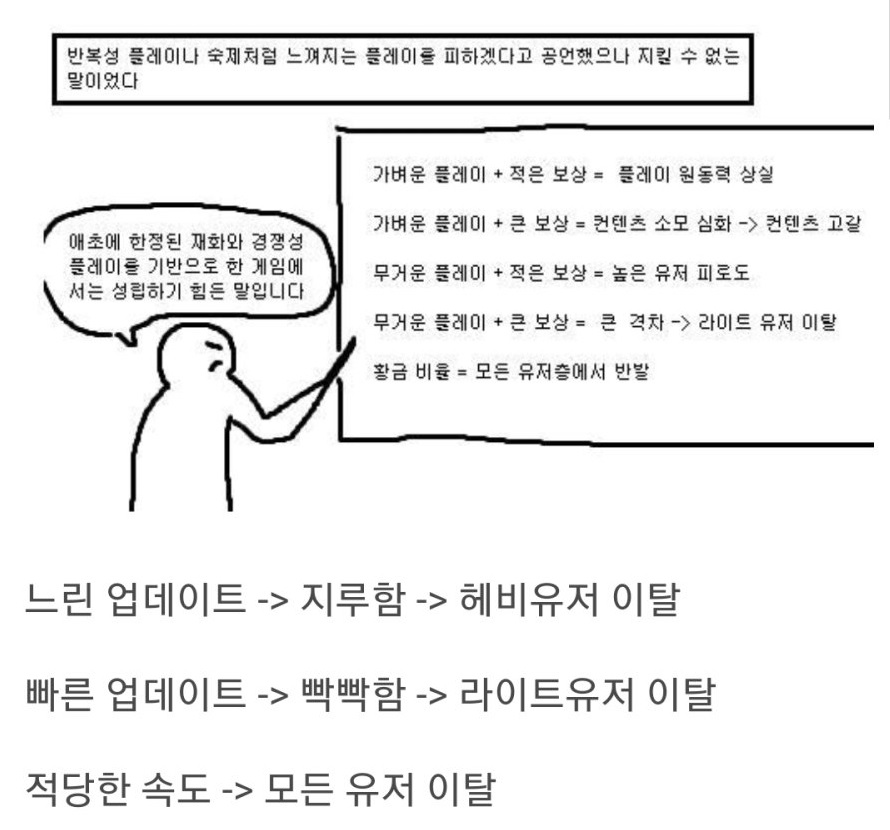 반복성 플레이나 숙제처럼 느껴지는 플레이를 피하겠다고 공언했으나 지킬 수 없는
말이었다
애초에 한정된 재화와 경쟁성
플레이를 기반으로 한 게임에
서는 성립하기 힘든 말입니다
가벼운 플레이 + 적은 보상 = 플레이 원동력 상실
가벼운 플레이 + 큰 보상 = 컨텐츠 소모 심화 -> 컨텐츠 고갈
무거운 플레이 + 적은 보상 = 높은 유저 피로도
무거운 플레이 + 큰 보상 = 큰 격차 -> 라이트 유저 이탈
황금 비율 = 모든 유저층에서 반발
느린 업데이트 -> 지루함 -> 헤비유저 이탈
빠른 업데이트 -> 빡빡함 -> 라이트유저 이탈
적당한 속도 -> 모든 유저 이탈